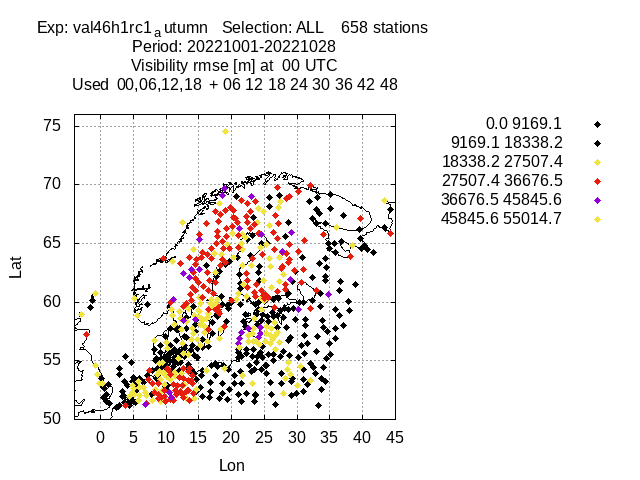 Exp: val46h1rc1autumn Selection: ALL 658 stations
Period: 20221001-20221028
Visibility rmse [m] at 00 UTC
Used 00,06,12,18 + 06 12 18 24 30 36 42 48
0.0 9169.1
9169.1 18338.2
18338.2 27507.4
27507.4 36676.5
36676.5 45845.6
45845.6 55014.7
75
70
65
60
55
50
Lat
0 5 10 15 20 25 30 35 40 45
Lon